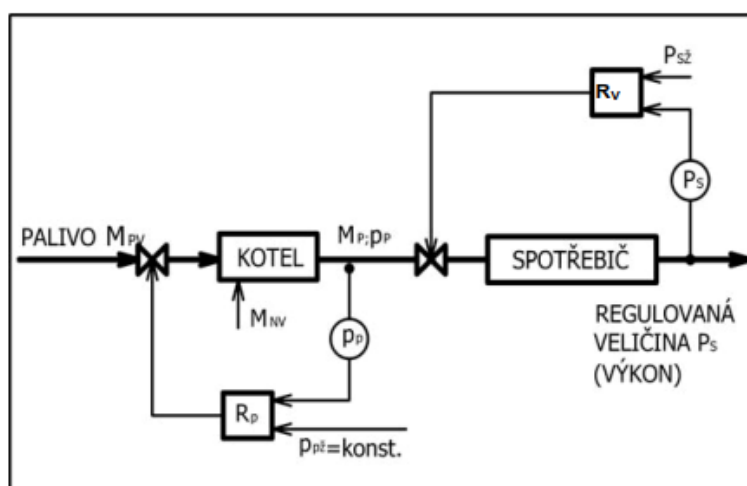 PSŽ
RV
PS
PALIVO MPV
KOTEL
MP;pP
SPOTŘEBIČ
MNV
pp
REGULOVANÁ
VELIČINA PS
(VÝKON)
Rp
ppž=konst.